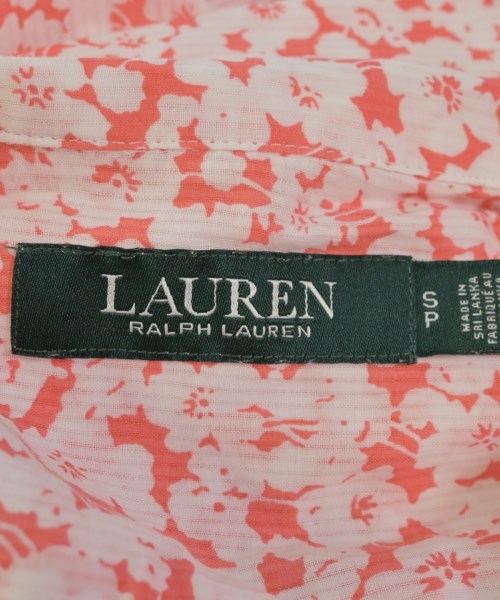 LAUREN
RALPH LAUREN
S
P
MADE IN
SRI LANKA
FABRIQUÉ AU